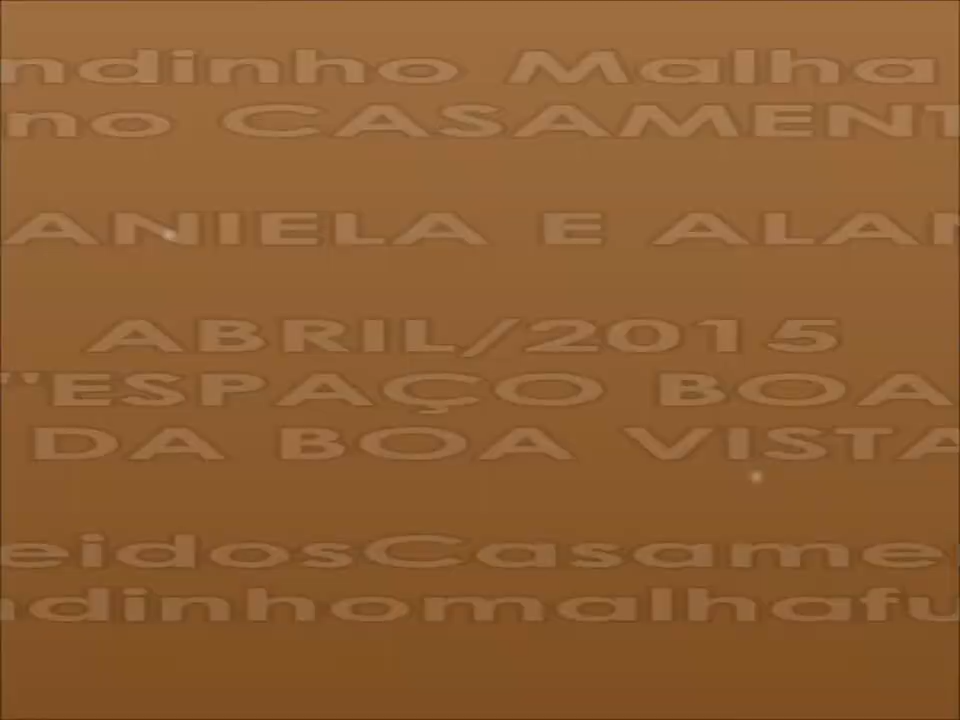 ndinho Malha
no CASAMENT
ANIELA E ALAN
ABRIL/2015
"ESPAÇO BOA
DA BOA VISTA
eidosCasame
ndinhomalhafu